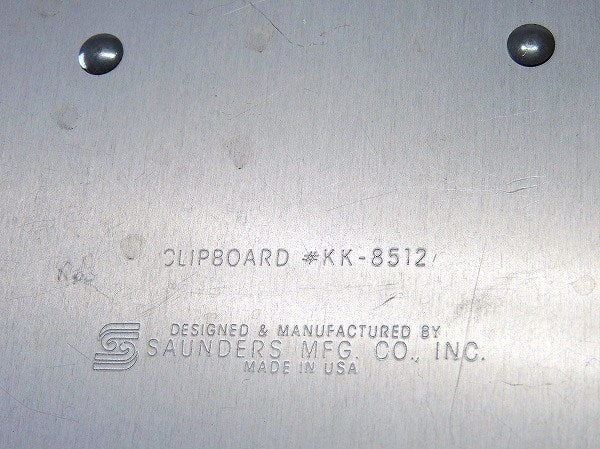 CLIPBOARD #KK-8512
DESIGNED & MANUFACTURED BY
SAUNDERS MFG. CO., INC.
MADE IN USA